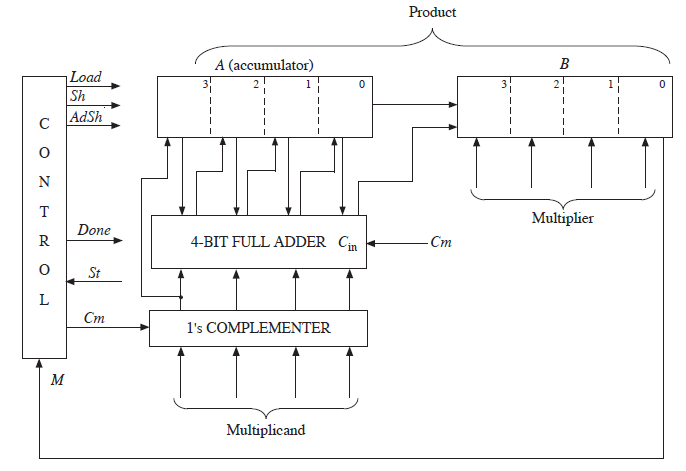 Product
A (accumulator)
B
3 2 1 0
3 2 1 0
Load
Sh
AdSh
CONTROL
Done
St
Cm
M
4-BIT FULL ADDER Cin
Cm
1's COMPLEMENTER
Multiplier
Multiplicand